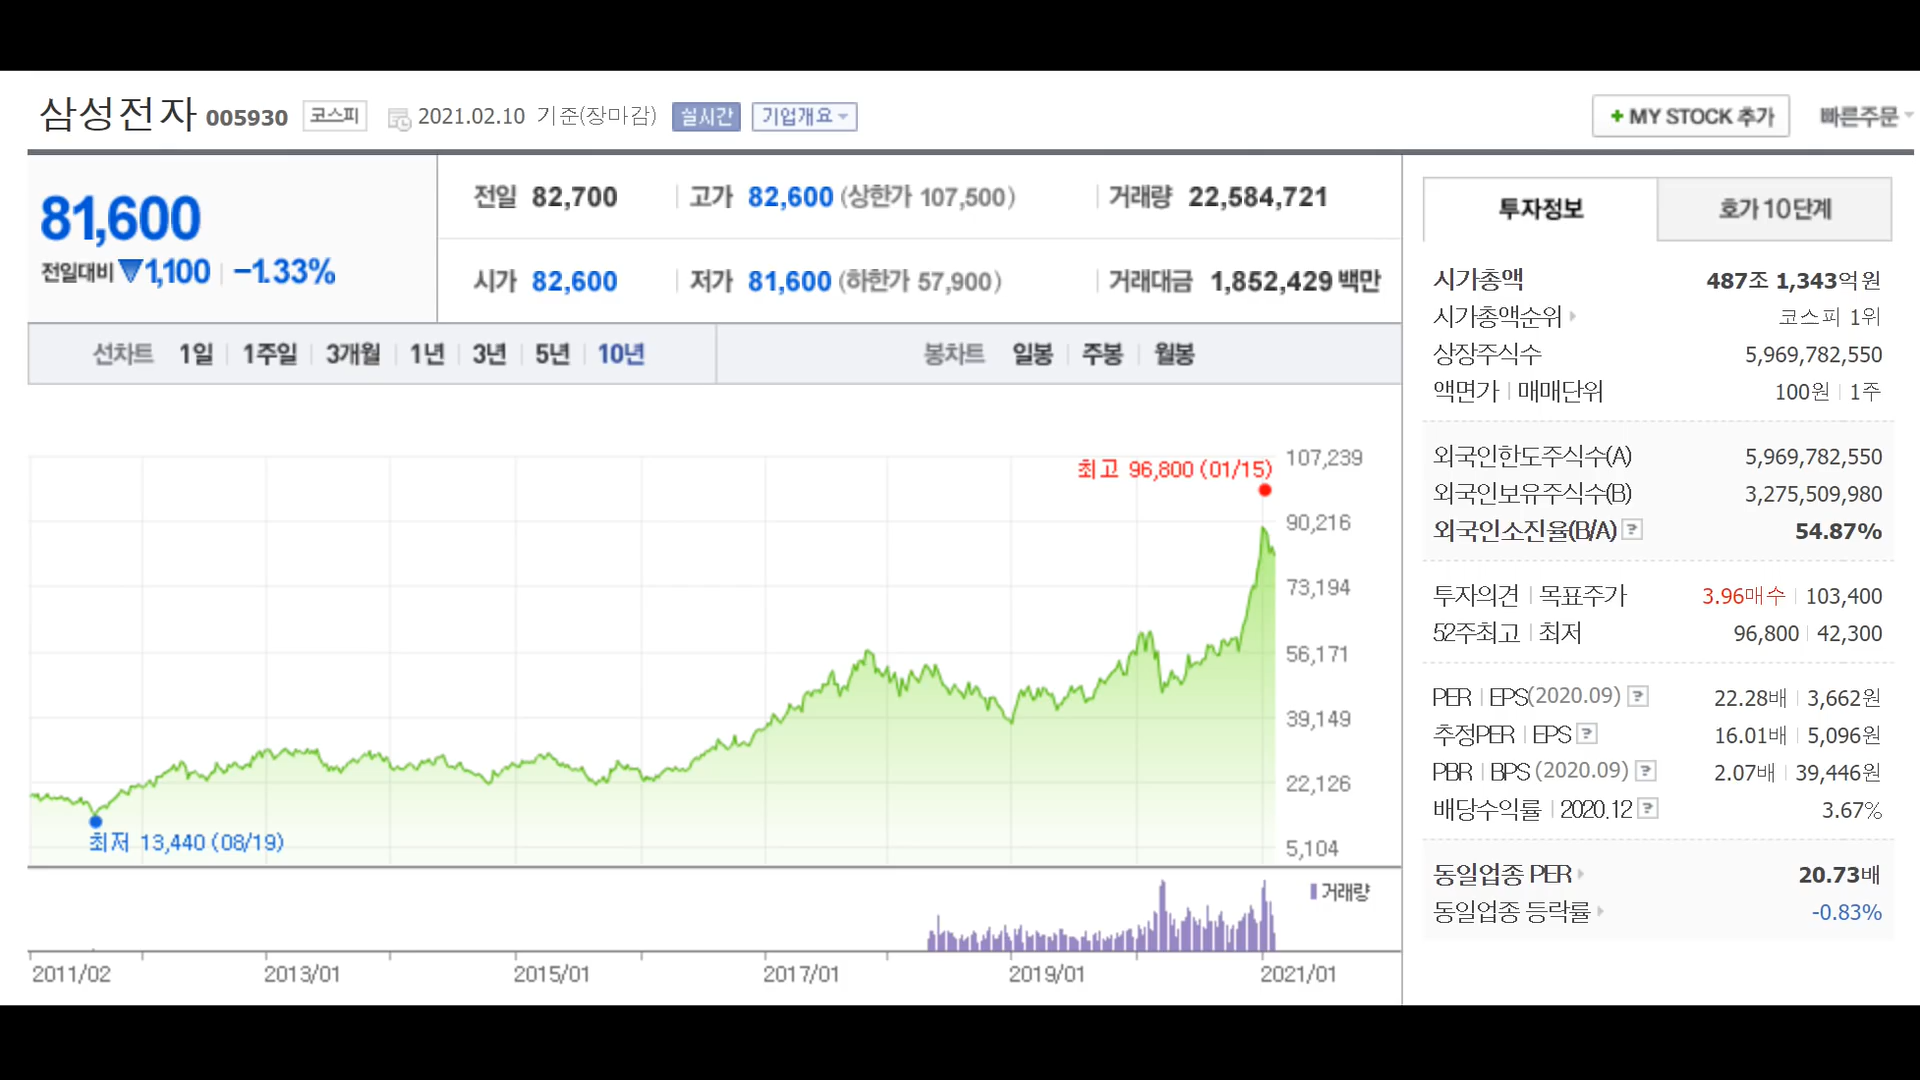 삼성전자 005930 코스피 2021.02.10 기준(장마감) 실시간 기업개요
+ MY STOCK 추가 빠른주문
81,600
전일대비 ▼1,100 -1.33%
전일 82,700 고가 82,600 (상한가 107,500) 거래량 22,584,721
시가 82,600 저가 81,600 (하한가 57,900) 거래대금 1,852,429 백만
선차트 1일 1주일 3개월 1년 3년 5년 10년
봉차트 일봉 주봉 월봉
최고 96,800 (01/15)
107,239
90,216
73,194
56,171
39,149
22,126
5,104
최저 13,440 (08/19)
거래량
2011/02 2013/01 2015/01 2017/01 2019/01 2021/01
투자정보 호가 10단계
시가총액 487조 1,343억원
시가총액순위 코스피 1위
상장주식수 5,969,782,550
액면가 매매단위 100원 1주
외국인한도주식수(A) 5,969,782,550
외국인보유주식수(B) 3,275,509,980
외국인소진율(B/A) ? 54.87%
투자의견 목표주가 3.96매수 103,400
52주최고 최저 96,800 42,300
PER EPS(2020.09) ? 22.28배 3,662원
추정PER EPS ? 16.01배 5,096원
PBR BPS (2020.09) ? 2.07배 39,446원
배당수익률 2020.12 ? 3.67%
동일업종 PER 20.73배
동일업종 등락률 -0.83%